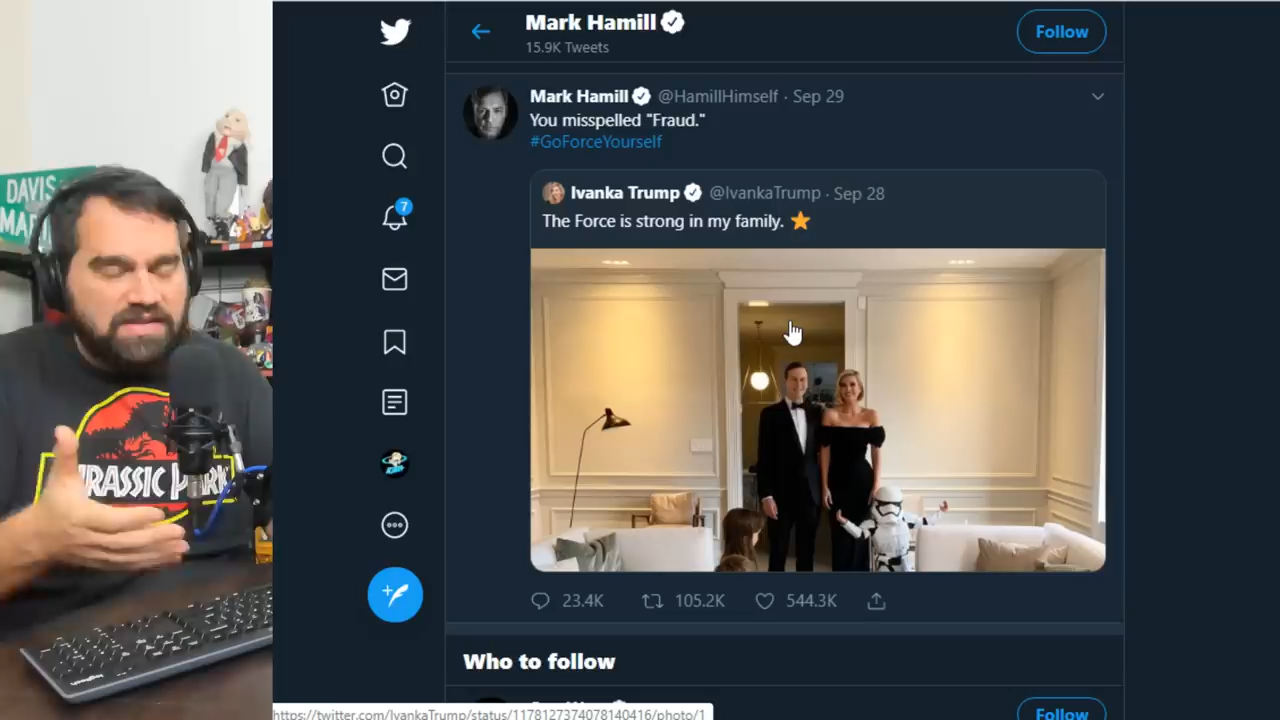 Mark Hamill
15.9K Tweets
Follow
Mark Hamill @HamillHimself · Sep 29
You misspelled "Fraud."
#GoForceYourself
Ivanka Trump @IvankaTrump · Sep 28
The Force is strong in my family.
7
23.4K 105.2K 544.3K
Who to follow
Follow
https://twitter.com/IvankaTrump/status/1178127374078140416/photo/1
DAVIS
JURASSIC PARK
logitech